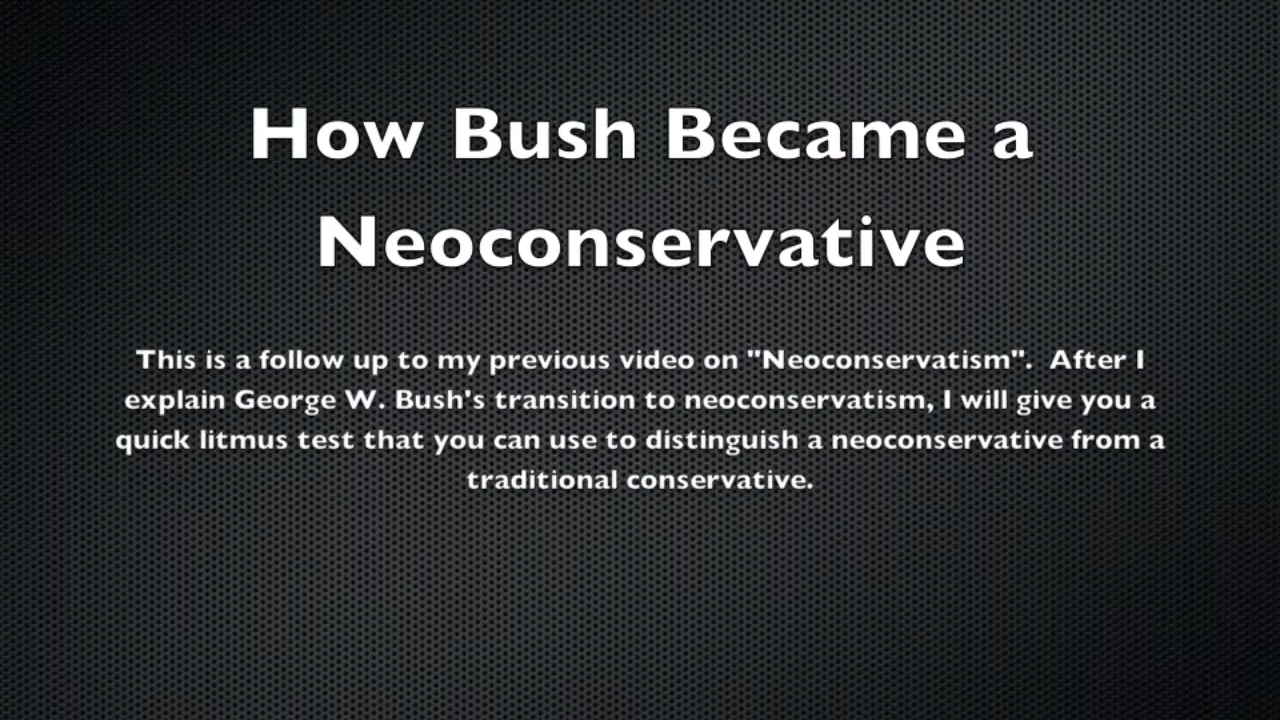 How Bush Became a
Neoconservative
This is a follow up to my previous video on "Neoconservatism".  After I
explain George W. Bush's transition to neoconservatism, I will give you a
quick litmus test that you can use to distinguish a neoconservative from a
traditional conservative.